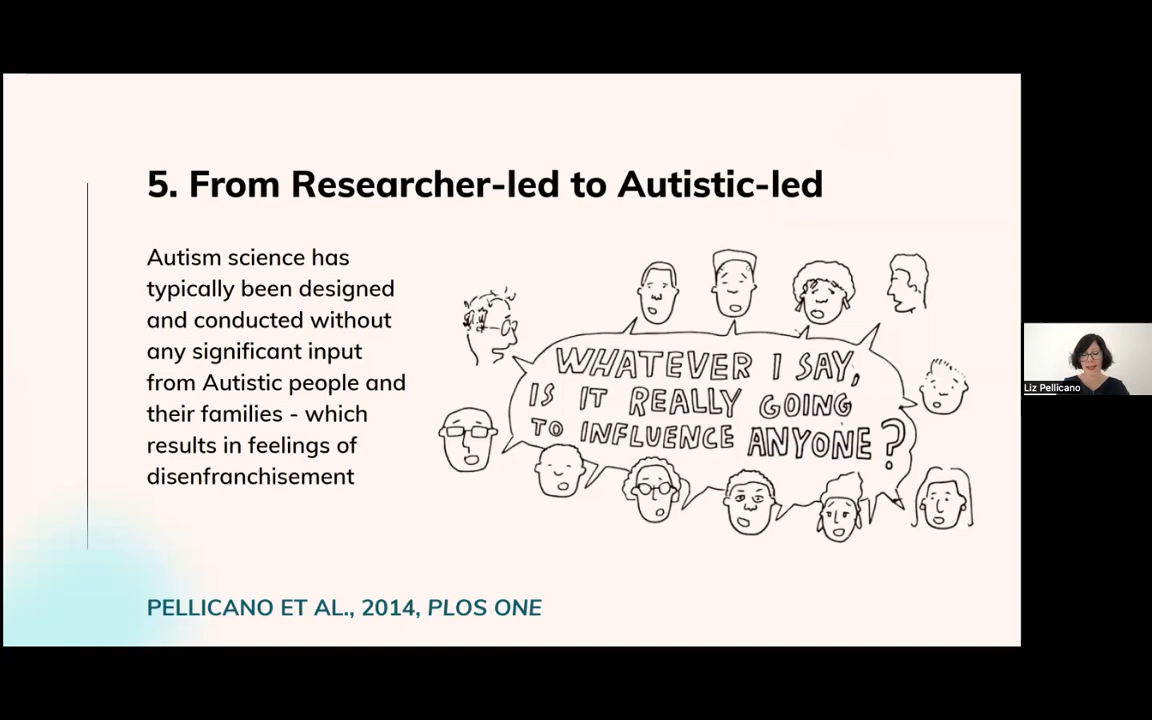 5. From Researcher-led to Autistic-led
Autism science has
typically been designed
and conducted without
any significant input
from Autistic people and
their families - which
results in feelings of
disenfranchisement
WHATEVER I SAY,
IS IT REALLY GOING
TO INFLUENCE ANYONE?
PELLICANO ET AL., 2014, PLOS ONE
Liz Pellicano